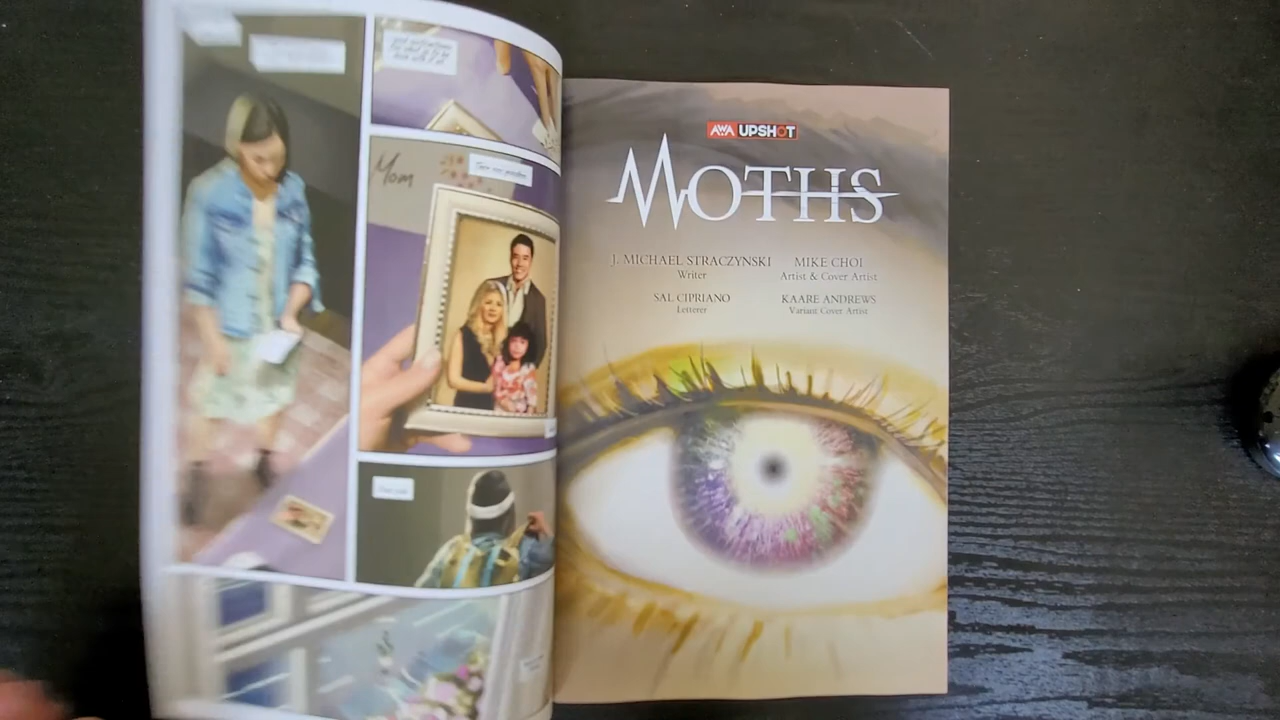 Mom
AWA UPSHOT
MOTHS
J. MICHAEL STRACZYNSKI
Writer
MIKE CHOI
Artist & Cover Artist
SAL CIPRIANO
Letterer
KAARE ANDREWS
Variant Cover Artist